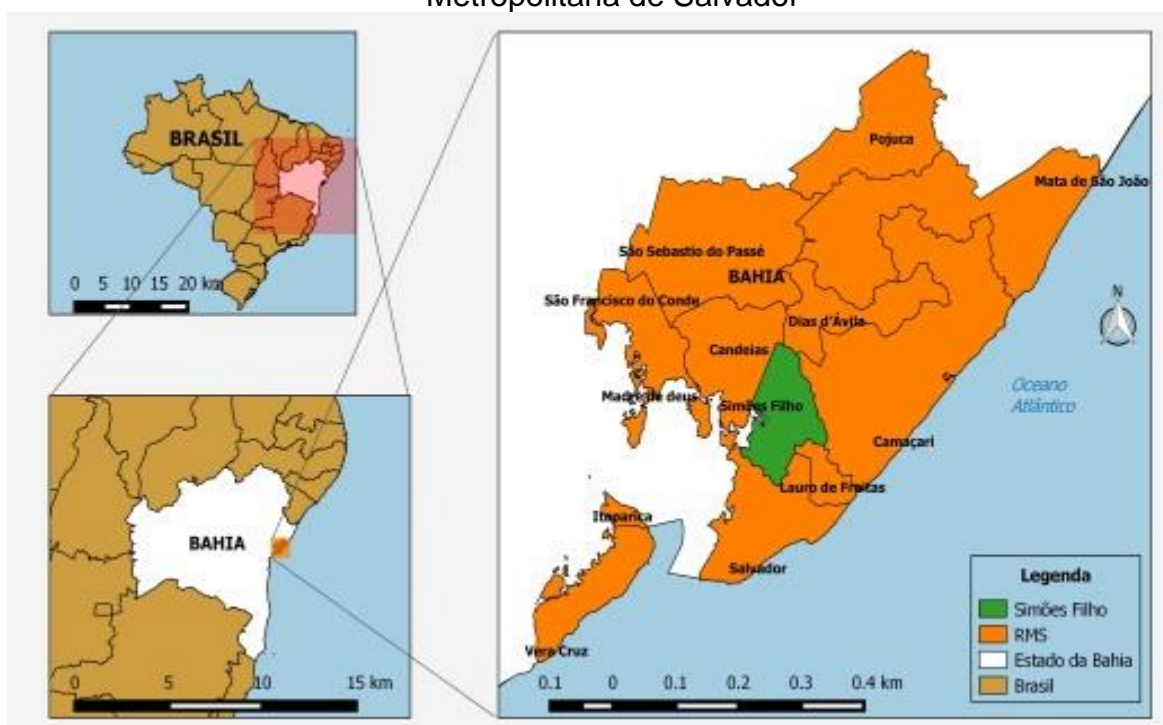 Metropolitana de Salvador
BRASIL
0 5 10 15 20 km
BAHIA
0 5 10 15 km
Pojuca
Mata de São João
São Sebastio do Passé
BAHIA
São Francisco do Conde
Dias d'Ávila
Candeias
N
Oceano
Atlântico
Madre de deus
Simões Filho
Camaçari
Lauro de Freitas
Itaparica
Salvador
Vera Cruz
Legenda
Simões Filho
RMS
Estado da Bahia
Brasil
0.1 0 0.1 0.2 0.3 0.4 km